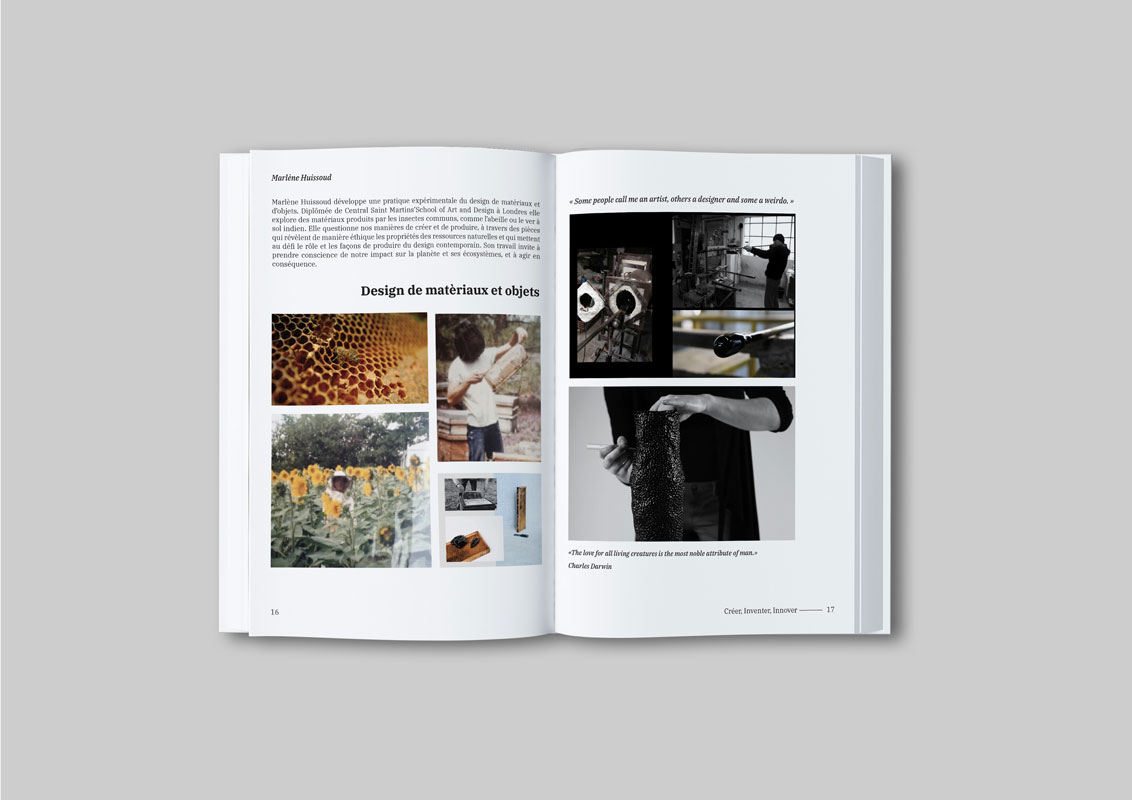 Marlène Huissoud
Marlène Huissoud développe une pratique expérimentale du design de matériaux et
d'objets. Diplômée de Central Saint Martins'School of Art and Design à Londres elle
explore des matériaux produits par les insectes communs, comme l'abeille ou le ver à
sol indien. Elle questionne nos manières de créer et de produire, à travers des pièces
qui révèlent de manière éthique les propriétés des ressources naturelles et qui mettent
au défi le rôle et les façons de produire du design contemporain. Son travail invite à
prendre conscience de notre impact sur la planète et ses écosystèmes, et à agir en
conséquence.
Design de matèriaux et objets
16
« Some people call me an artist, others a designer and some a weirdo. »
«The love for all living creatures is the most noble attribute of man.»
Charles Darwin
Créer, Inventer, Innover 17